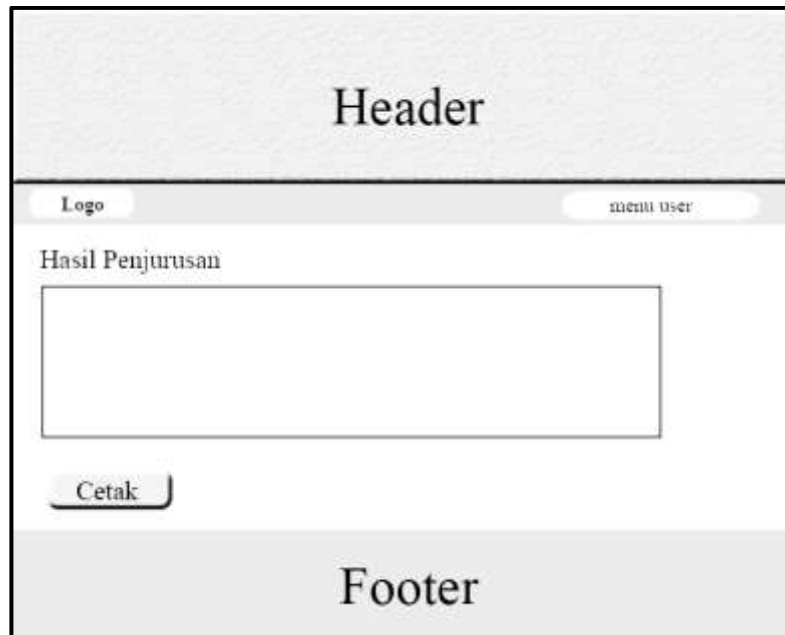 Header
Logo
menu user
Hasil Penjurusan
Cetak
Footer